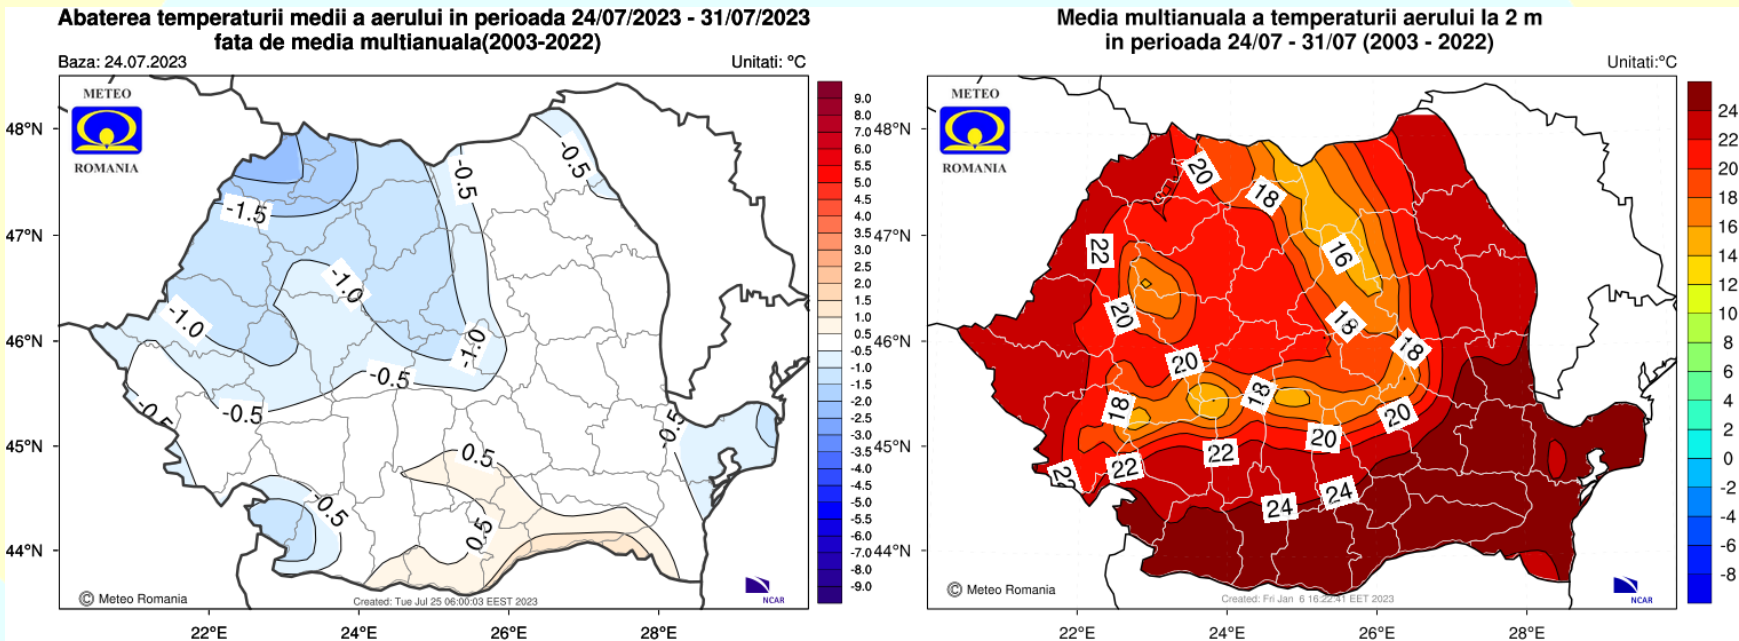 Abaterea temperaturii medii a aerului in perioada 24/07/2023 - 31/07/2023
fata de media multianuala(2003-2022)
Baza: 24.07.2023
Unitati: °C
METEO
ROMANIA
48°N
47°N
46°N
45°N
44°N
22°E
24°E
26°E
28°E
-0.5
-0.5
-1.5
-1.0
-1.0
-1.0
-0.5
-0.5
-0.5
-0.5
0.5
-0.5
0.5
9.0
8.0
7.0
6.0
5.5
5.0
4.5
4.0
3.5
3.0
2.5
2.0
1.5
1.0
0.5
-0.5
-1.0
-1.5
-2.0
-2.5
-3.0
-3.5
-4.0
-4.5
-5.0
-5.5
-6.0
-7.0
-8.0
-9.0
© Meteo Romania
Created: Tue Jul 25 06:00:03 EEST 2023
NCAR
Media multianuala a temperaturii aerului la 2 m
in perioada 24/07 - 31/07 (2003 - 2022)
Unitati:°C
METEO
ROMANIA
48°N
47°N
46°N
45°N
44°N
22°E
24°E
26°E
28°E
20
18
22
16
20
18
18
20
18
18
20
20
22
22
24
24
24
22
20
18
16
14
12
10
8
6
4
2
0
-2
-4
-6
-8
© Meteo Romania
Created: Fri Jan 6 16:22:41 EET 2023
NCAR